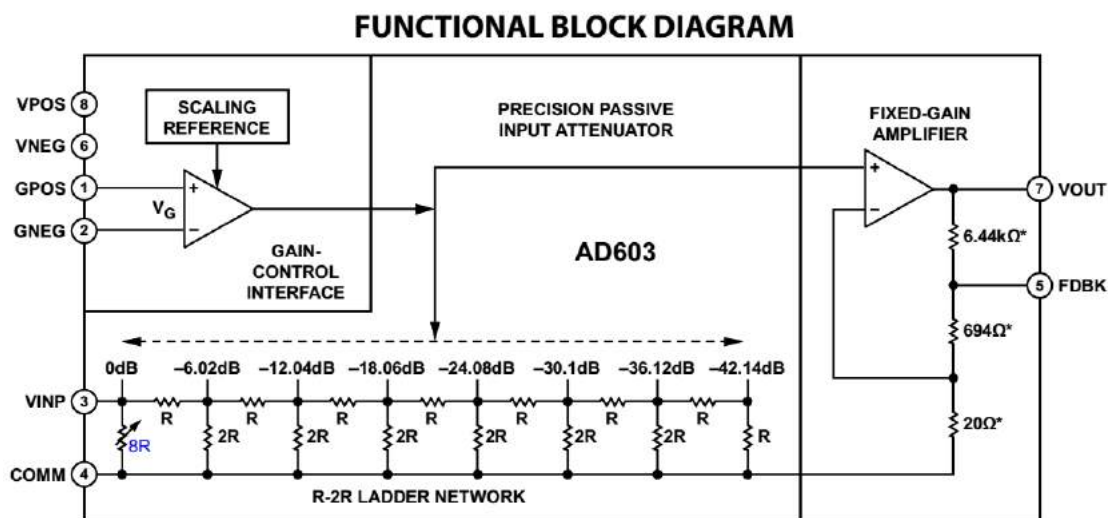 FUNCTIONAL BLOCK DIAGRAM
VPOS 8
VNEG 6
GPOS 1
GNEG 2
SCALING
REFERENCE
+
VG
−
GAIN-
CONTROL
INTERFACE
PRECISION PASSIVE
INPUT ATTENUATOR
AD603
FIXED-GAIN
AMPLIFIER
+
−
7 VOUT
6.44kΩ*
5 FDBK
694Ω*
20Ω*
0dB −6.02dB −12.04dB −18.06dB −24.08dB −30.1dB −36.12dB −42.14dB
VINP 3
R R R R R R R
8R 2R 2R 2R 2R 2R 2R R
COMM 4
R-2R LADDER NETWORK